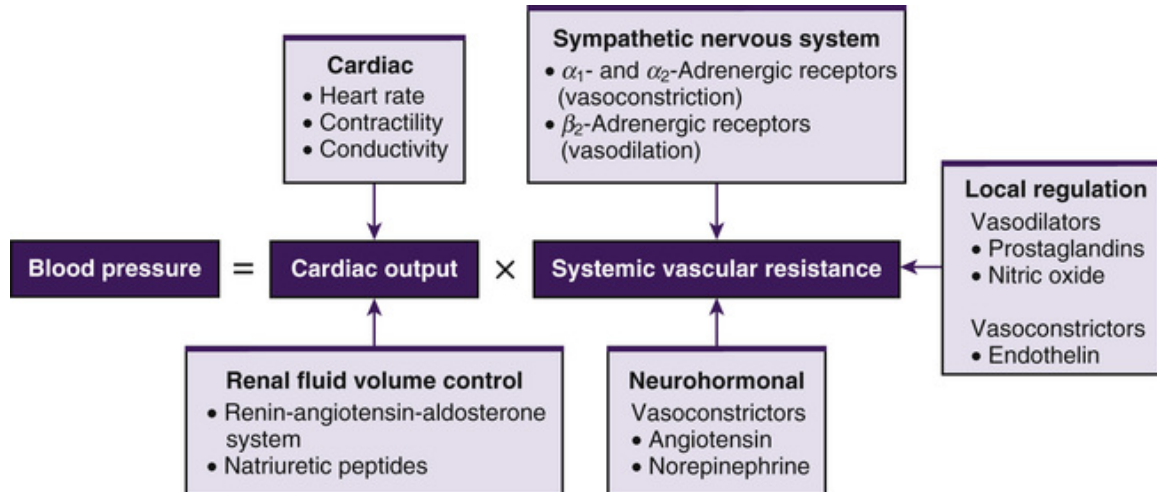 Cardiac
• Heart rate
• Contractility
• Conductivity
Sympathetic nervous system
• α₁- and α₂-Adrenergic receptors
(vasoconstriction)
• β₂-Adrenergic receptors
(vasodilation)
Local regulation
Vasodilators
• Prostaglandins
• Nitric oxide
Vasoconstrictors
• Endothelin
Blood pressure = Cardiac output × Systemic vascular resistance
Renal fluid volume control
• Renin-angiotensin-aldosterone
system
• Natriuretic peptides
Neurohormonal
Vasoconstrictors
• Angiotensin
• Norepinephrine